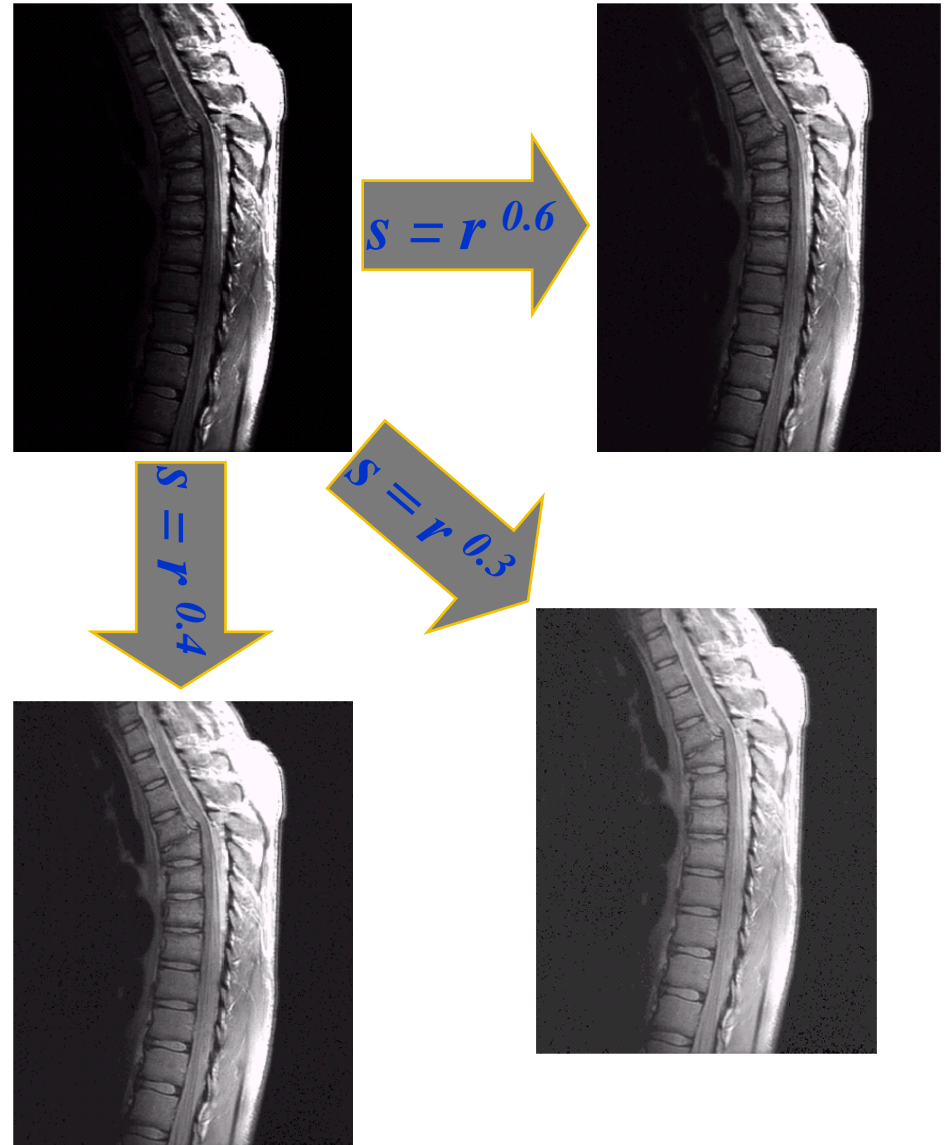 s = r 0.6
s = r 0.3
s = r 0.4